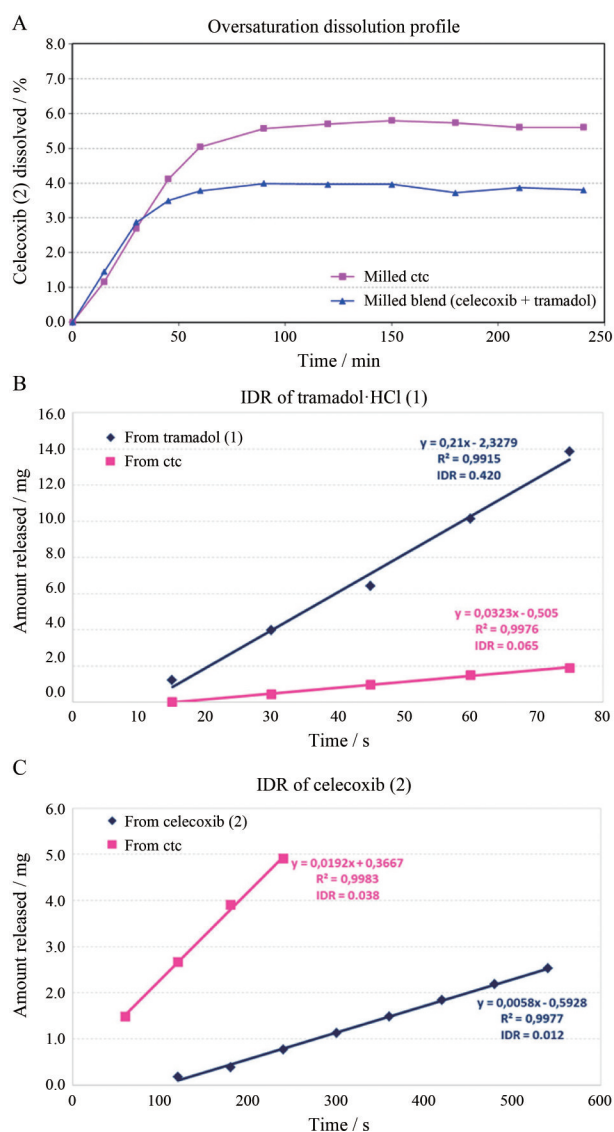 A
Oversaturation dissolution profile
Celecoxib (2) dissolved / %
8.0
7.0
6.0
5.0
4.0
3.0
2.0
1.0
0.0
Milled ctc
Milled blend (celecoxib + tramadol)
0 50 100 150 200 250
Time / min
B
IDR of tramadol·HCl (1)
Amount released / mg
16.0
14.0
12.0
10.0
8.0
6.0
4.0
2.0
0.0
From tramadol (1)
From ctc
y = 0,21x - 2,3279
R² = 0,9915
IDR = 0.420
y = 0,0323x - 0,505
R² = 0,9976
IDR = 0.065
0 10 20 30 40 50 60 70 80
Time / s
C
IDR of celecoxib (2)
Amount released / mg
6.0
5.0
4.0
3.0
2.0
1.0
0.0
From celecoxib (2)
From ctc
y = 0,0192x + 0,3667
R² = 0,9983
IDR = 0.038
y = 0,0058x - 0,5928
R² = 0,9977
IDR = 0.012
0 100 200 300 400 500 600
Time / s